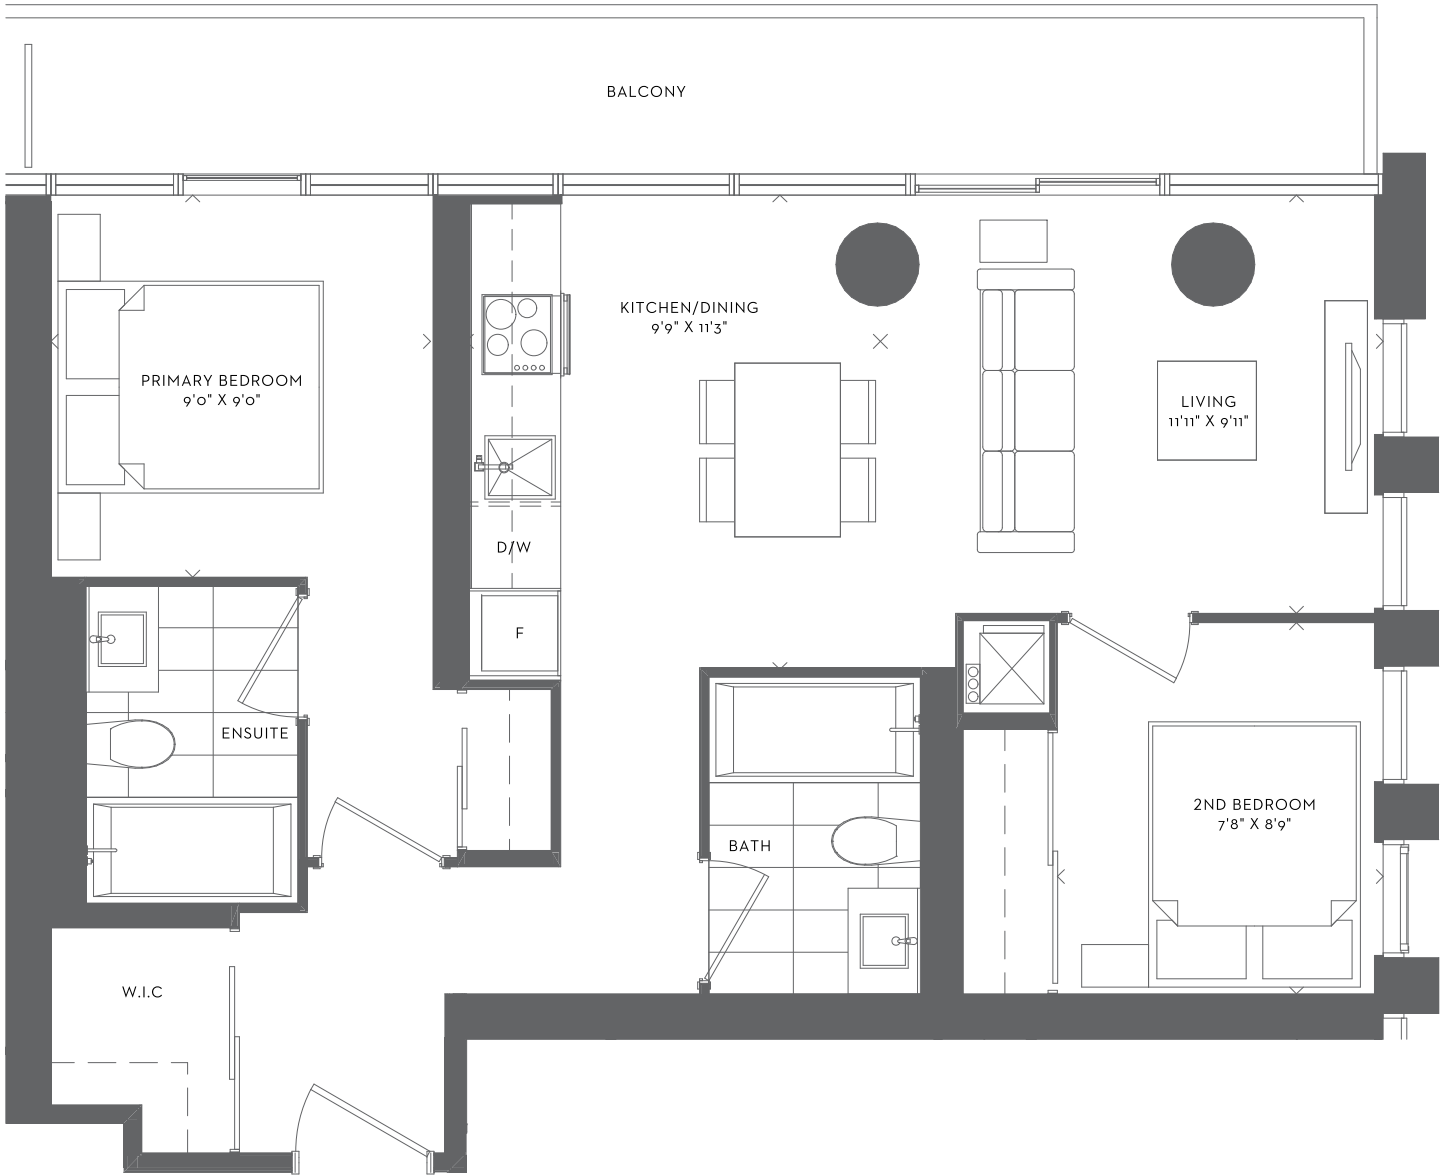 BALCONY
KITCHEN/DINING
9'9" X 11'3"
PRIMARY BEDROOM
9'0" X 9'0"
LIVING
11'11" X 9'11"
D/W
F
ENSUITE
2ND BEDROOM
7'8" X 8'9"
BATH
W.I.C